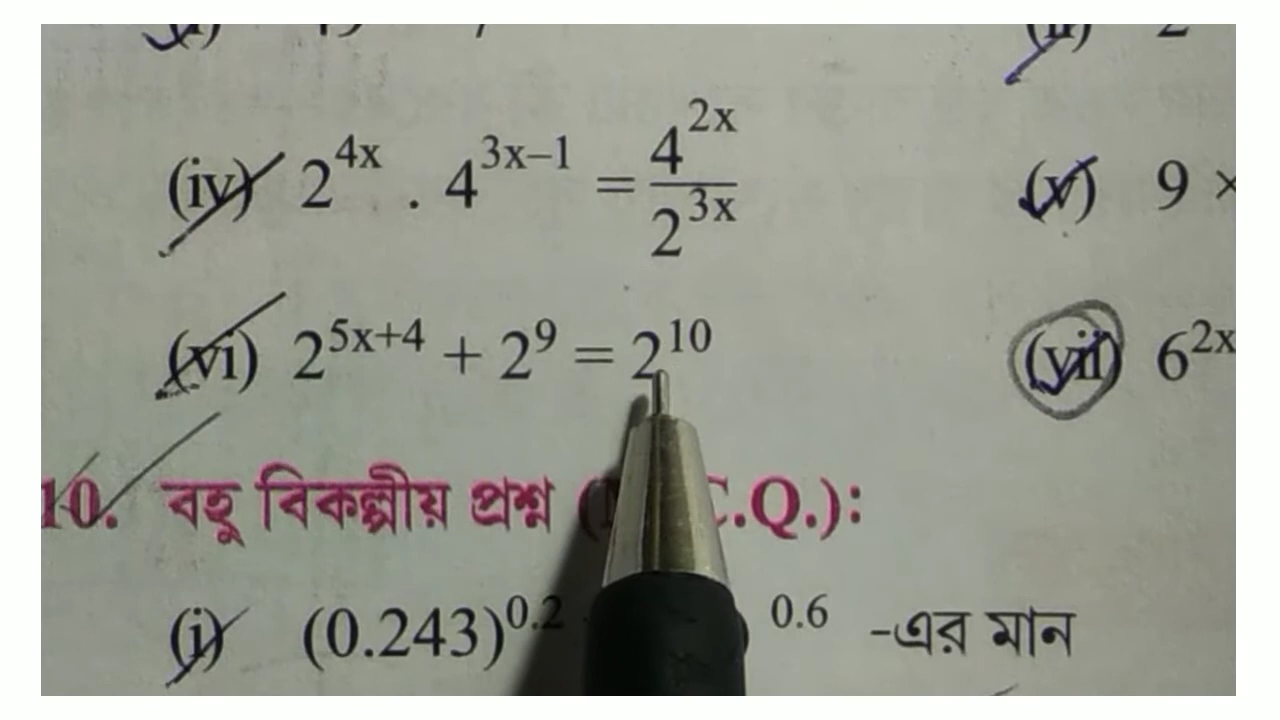 (iv) 2^{4x} . 4^{3x–1} = \frac{4^{2x}}{2^{3x}} (v) 9 ×
(vi) 2^{5x+4} + 2^9 = 2^{10} (vii) 6^{2x}
10. বহু বিকল্পীয় প্রশ্ন C.Q.):
(i) (0.243)^{0.2} 0.6 -এর মান